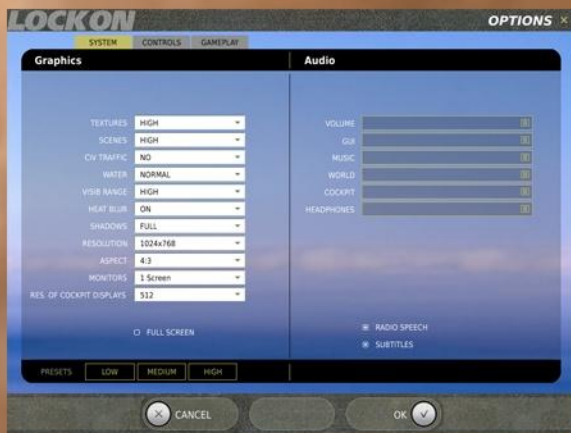 LOCKON
OPTIONS
SYSTEM CONTROLS GAMEPLAY
Graphics
TEXTURES HIGH
SCENES HIGH
CIV TRAFFIC NO
WATER NORMAL
VISIB RANGE HIGH
HEAT BLUR ON
SHADOWS FULL
RESOLUTION 1024x768
ASPECT 4:3
MONITORS 1 Screen
RES. OF COCKPIT DISPLAYS 512
FULL SCREEN
PRESETS LOW MEDIUM HIGH
Audio
VOLUME
GUI
MUSIC
WORLD
COCKPIT
HEADPHONES
RADIO SPEECH
SUBTITLES
CANCEL
OK